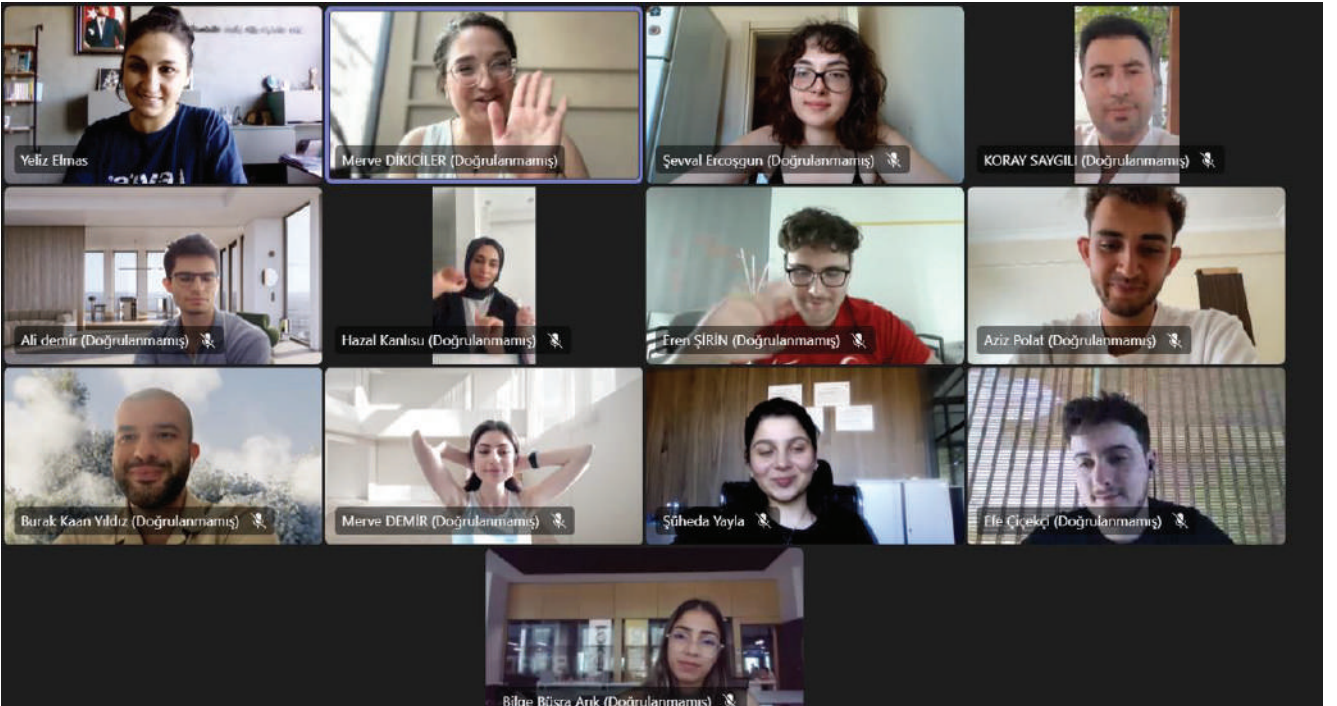 Yeliz Elmas
Merve DİKİCİLER (Doğrulanmamış)
Şevval Ercoşgun (Doğrulanmamış)
KORAY SAYGILI (Doğrulanmamış)
Ali demir (Doğrulanmamış)
Hazal Kanlısu (Doğrulanmamış)
Eren ŞİRİN (Doğrulanmamış)
Aziz Polat (Doğrulanmamış)
Burak Kaan Yıldız (Doğrulanmamış)
Merve DEMİR (Doğrulanmamış)
Şüheda Yayla
Efe Çiçekçi (Doğrulanmamış)
Bilge Büşra Arık (Doğrulanmamış)